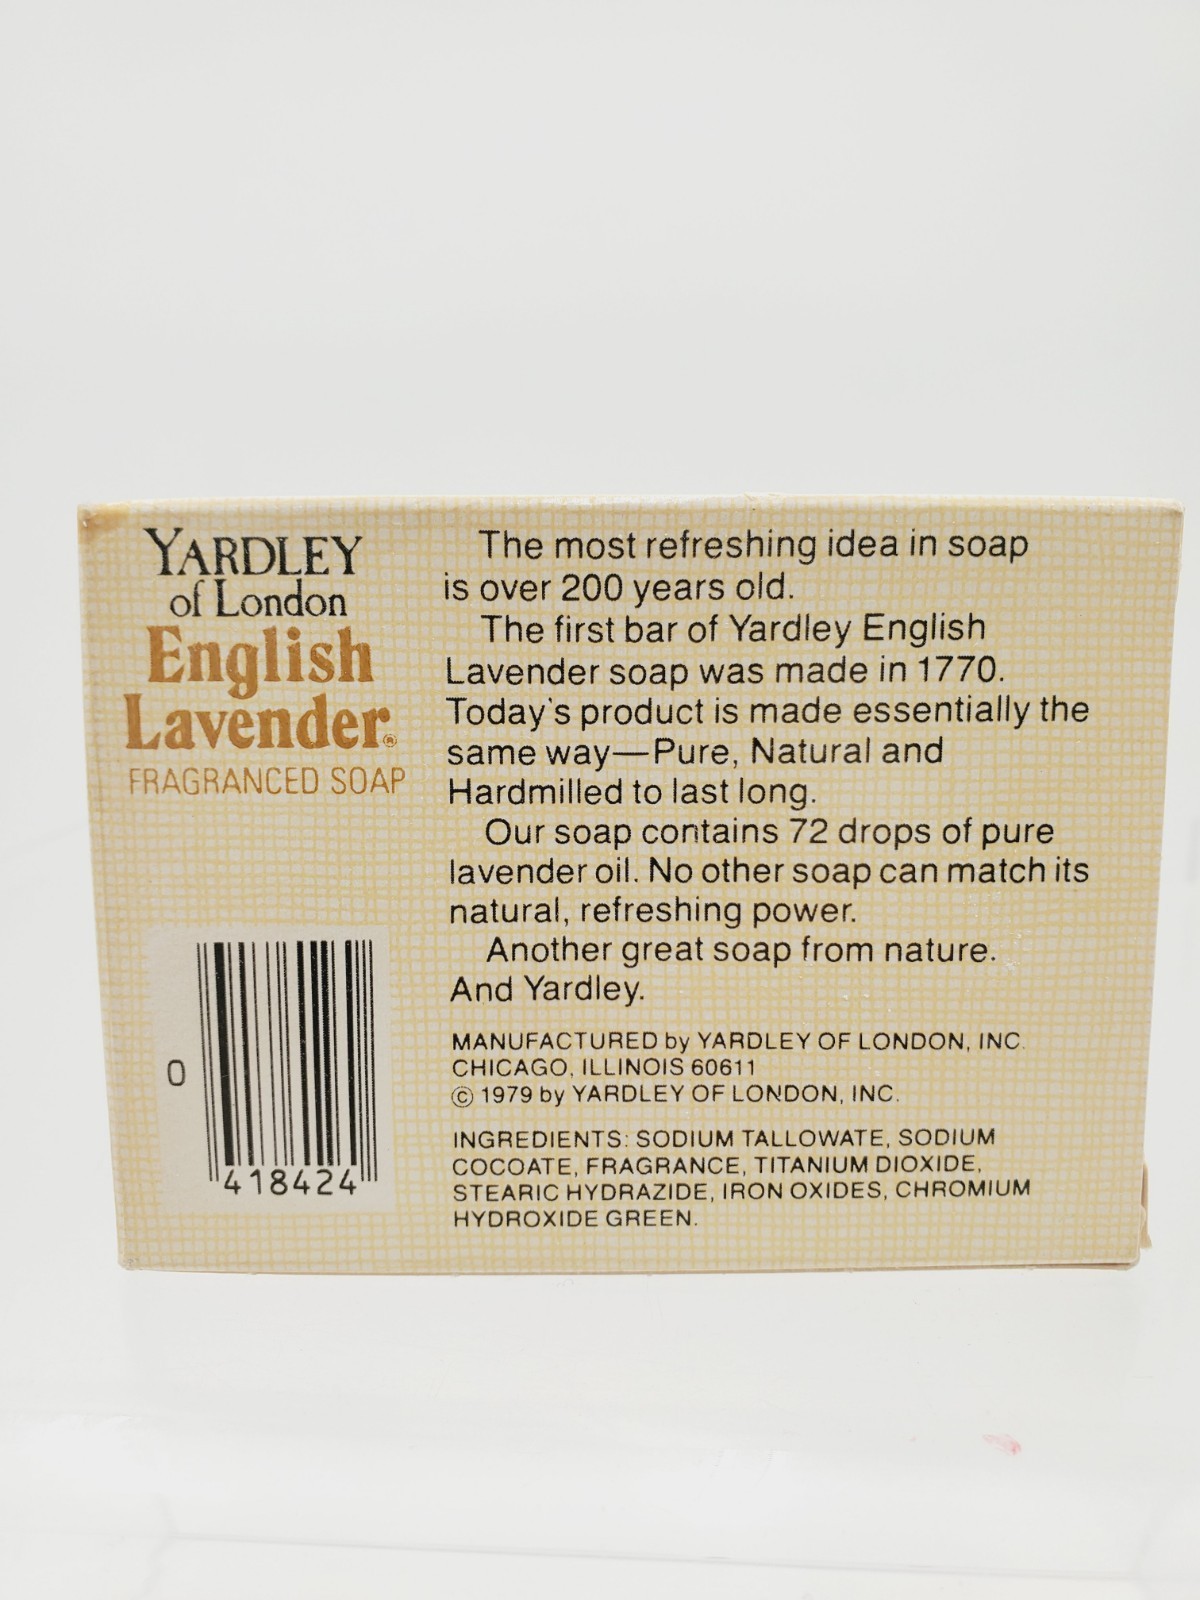 YARDLEY
of London
English
Lavender®
FRAGRANCED SOAP
The most refreshing idea in soap
is over 200 years old.
The first bar of Yardley English
Lavender soap was made in 1770.
Today's product is made essentially the
same way—Pure, Natural and
Hardmilled to last long.
Our soap contains 72 drops of pure
lavender oil. No other soap can match its
natural, refreshing power.
Another great soap from nature.
And Yardley.
MANUFACTURED by YARDLEY OF LONDON, INC.
CHICAGO, ILLINOIS 60611
© 1979 by YARDLEY OF LONDON, INC.
INGREDIENTS: SODIUM TALLOWATE, SODIUM
COCOATE, FRAGRANCE, TITANIUM DIOXIDE,
STEARIC HYDRAZIDE, IRON OXIDES, CHROMIUM
HYDROXIDE GREEN.
0
418424